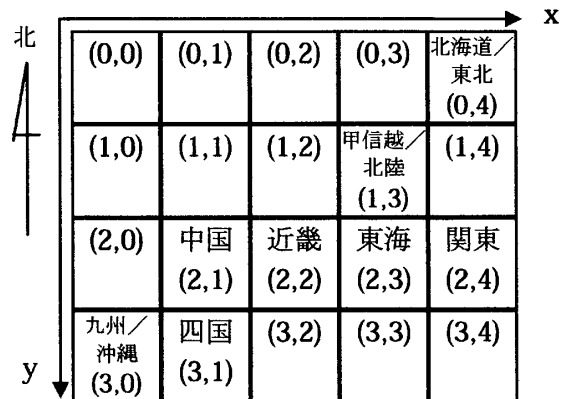 x
北
(0,0) (0,1) (0,2) (0,3) 北海道／
東北
(0,4)
(1,0) (1,1) (1,2) 甲信越／
北陸
(1,3) (1,4)
(2,0) 中国
(2,1) 近畿
(2,2) 東海
(2,3) 関東
(2,4)
九州／
沖縄
(3,0) 四国
(3,1) (3,2) (3,3) (3,4)
y